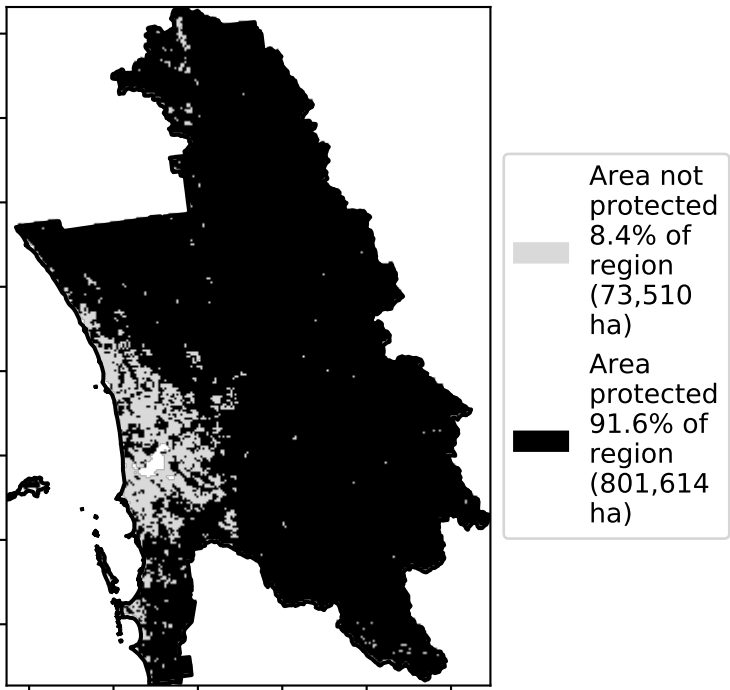 Area not
protected
8.4% of
region
(73,510
ha)
Area
protected
91.6% of
region
(801,614
ha)